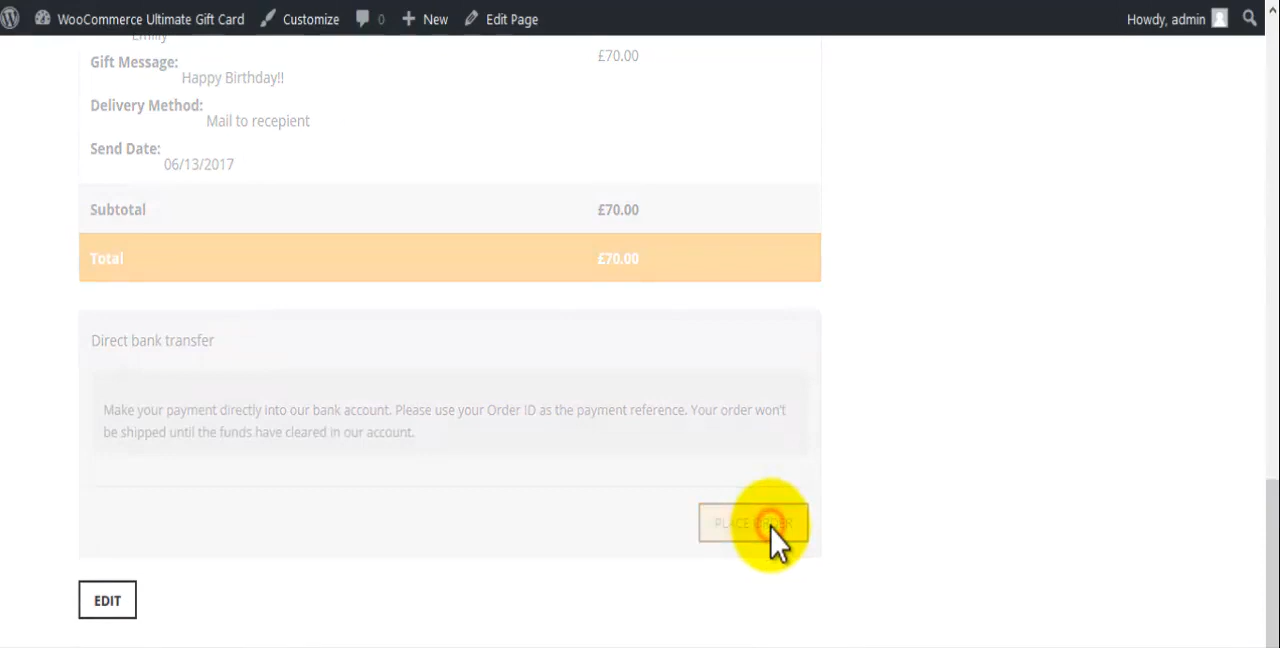 WooCommerce Ultimate Gift Card Customize 0 New Edit Page Howdy, admin
Emily
Gift Message: £70.00
Happy Birthday!!
Delivery Method:
Mail to recepient
Send Date:
06/13/2017
Subtotal £70.00
Total £70.00
Direct bank transfer
Make your payment directly into our bank account. Please use your Order ID as the payment reference. Your order won't
be shipped until the funds have cleared in our account.
PLACE ORDER
EDIT